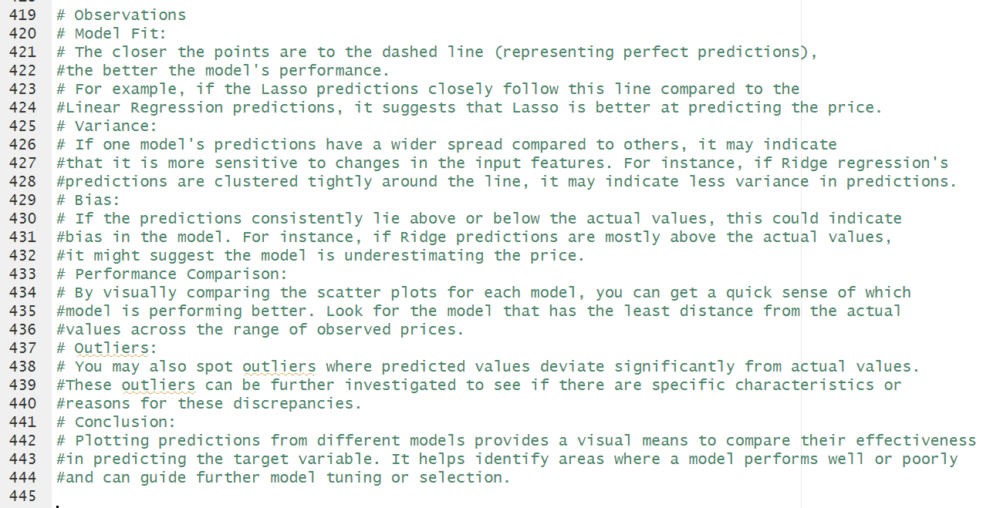 419 # Observations
420 # Model Fit:
421 # The closer the points are to the dashed line (representing perfect predictions),
422 #the better the model's performance.
423 # For example, if the Lasso predictions closely follow this line compared to the
424 #Linear Regression predictions, it suggests that Lasso is better at predicting the price.
425 # Variance:
426 # If one model's predictions have a wider spread compared to others, it may indicate
427 #that it is more sensitive to changes in the input features. For instance, if Ridge regression's
428 #predictions are clustered tightly around the line, it may indicate less variance in predictions.
429 # Bias:
430 # If the predictions consistently lie above or below the actual values, this could indicate
431 #bias in the model. For instance, if Ridge predictions are mostly above the actual values,
432 #it might suggest the model is underestimating the price.
433 # Performance Comparison:
434 # By visually comparing the scatter plots for each model, you can get a quick sense of which
435 #model is performing better. Look for the model that has the least distance from the actual
436 #values across the range of observed prices.
437 # Outliers:
438 # You may also spot outliers where predicted values deviate significantly from actual values.
439 #These outliers can be further investigated to see if there are specific characteristics or
440 #reasons for these discrepancies.
441 # Conclusion:
442 # Plotting predictions from different models provides a visual means to compare their effectiveness
443 #in predicting the target variable. It helps identify areas where a model performs well or poorly
444 #and can guide further model tuning or selection.
445